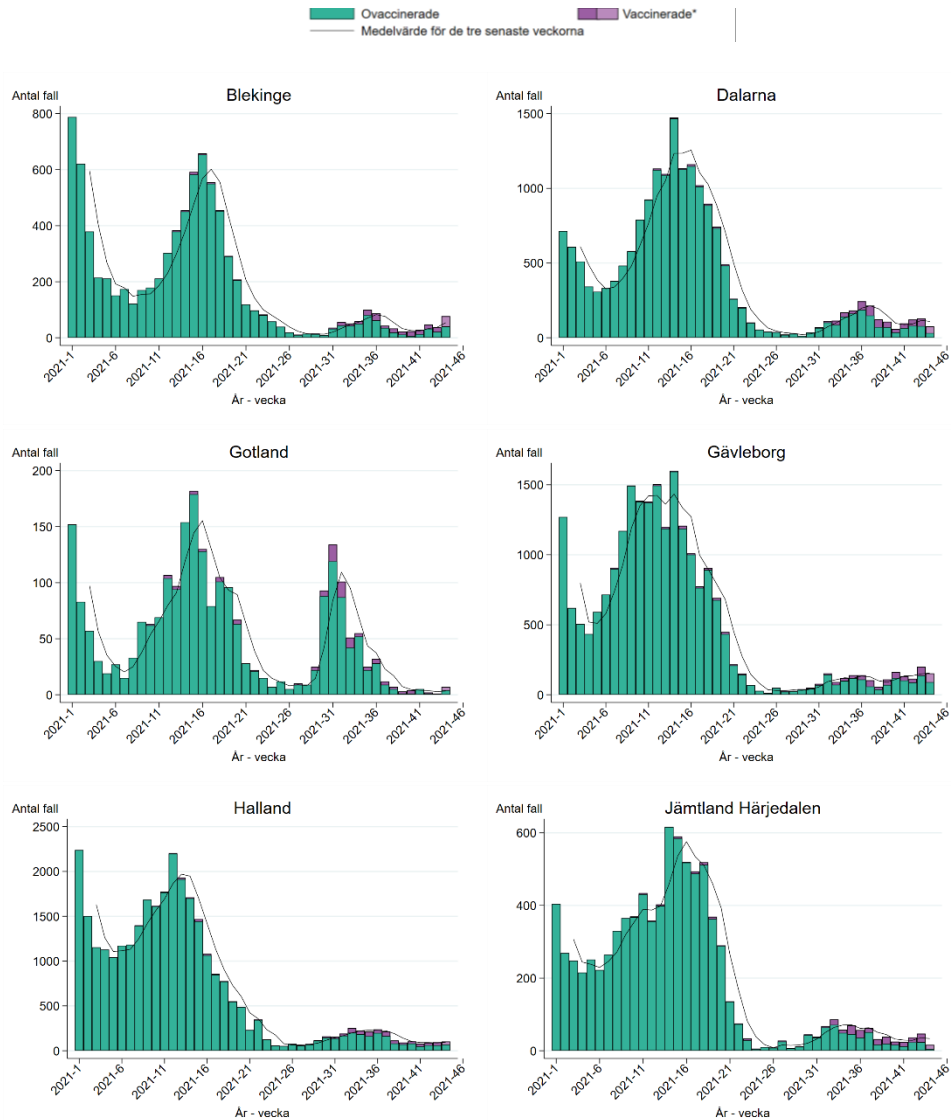 Ovaccinerade Vaccinerade*
Medelvärde för de tre senaste veckorna
Antal fall Blekinge
800
600
400
200
0
2021-1 2021-6 2021-11 2021-16 2021-21 2021-26 2021-31 2021-36 2021-41 2021-46
År - vecka
Antal fall Dalarna
1500
1000
500
0
2021-1 2021-6 2021-11 2021-16 2021-21 2021-26 2021-31 2021-36 2021-41 2021-46
År - vecka
Antal fall Gotland
200
150
100
50
0
2021-1 2021-6 2021-11 2021-16 2021-21 2021-26 2021-31 2021-36 2021-41 2021-46
År - vecka
Antal fall Gävleborg
1500
1000
500
0
2021-1 2021-6 2021-11 2021-16 2021-21 2021-26 2021-31 2021-36 2021-41 2021-46
År - vecka
Antal fall Halland
2500
2000
1500
1000
500
0
2021-1 2021-6 2021-11 2021-16 2021-21 2021-26 2021-31 2021-36 2021-41 2021-46
År - vecka
Antal fall Jämtland Härjedalen
600
400
200
0
2021-1 2021-6 2021-11 2021-16 2021-21 2021-26 2021-31 2021-36 2021-41 2021-46
År - vecka